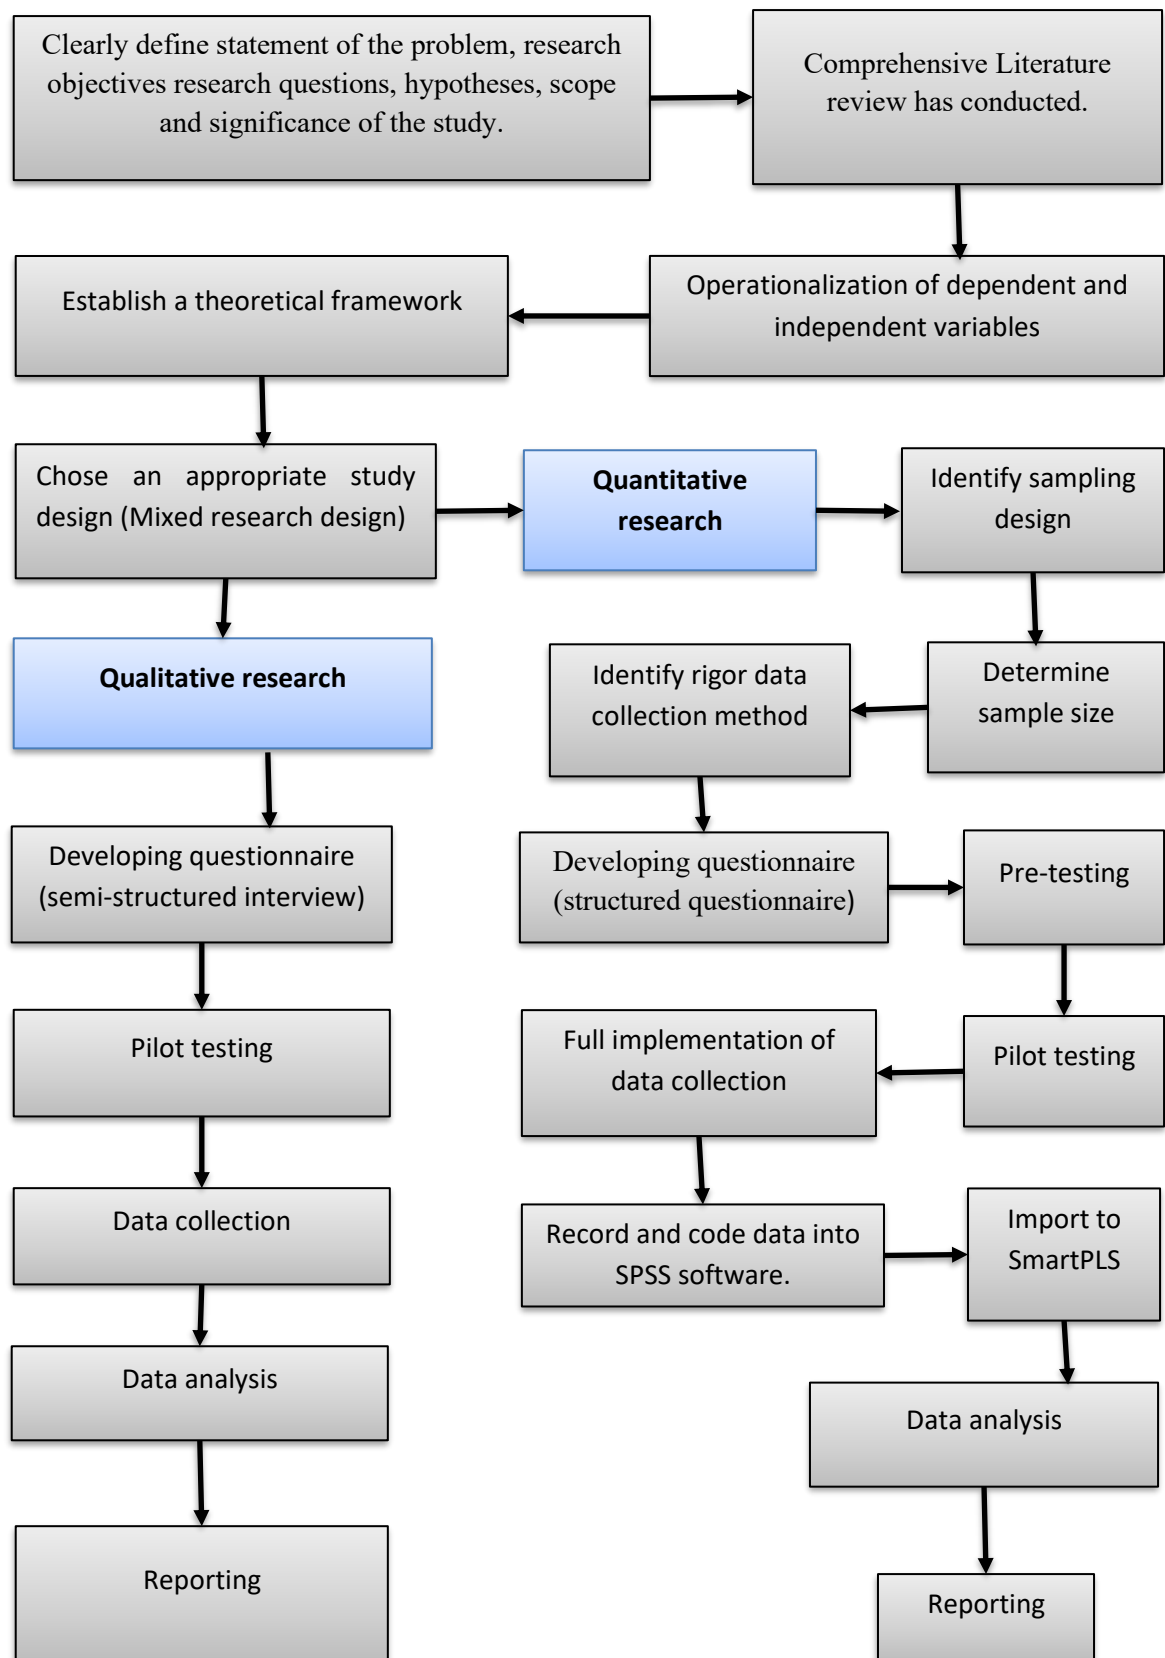 Clearly define statement of the problem, research
objectives research questions, hypotheses, scope
and significance of the study.
Comprehensive Literature
review has conducted.
Operationalization of dependent and
independent variables
Establish a theoretical framework
Chose an appropriate study
design (Mixed research design)
Quantitative
research
Identify sampling
design
Determine
sample size
Identify rigor data
collection method
Developing questionnaire
(structured questionnaire)
Pre-testing
Pilot testing
Full implementation of
data collection
Record and code data into
SPSS software.
Import to
SmartPLS
Data analysis
Reporting
Qualitative research
Developing questionnaire
(semi-structured interview)
Pilot testing
Data collection
Data analysis
Reporting